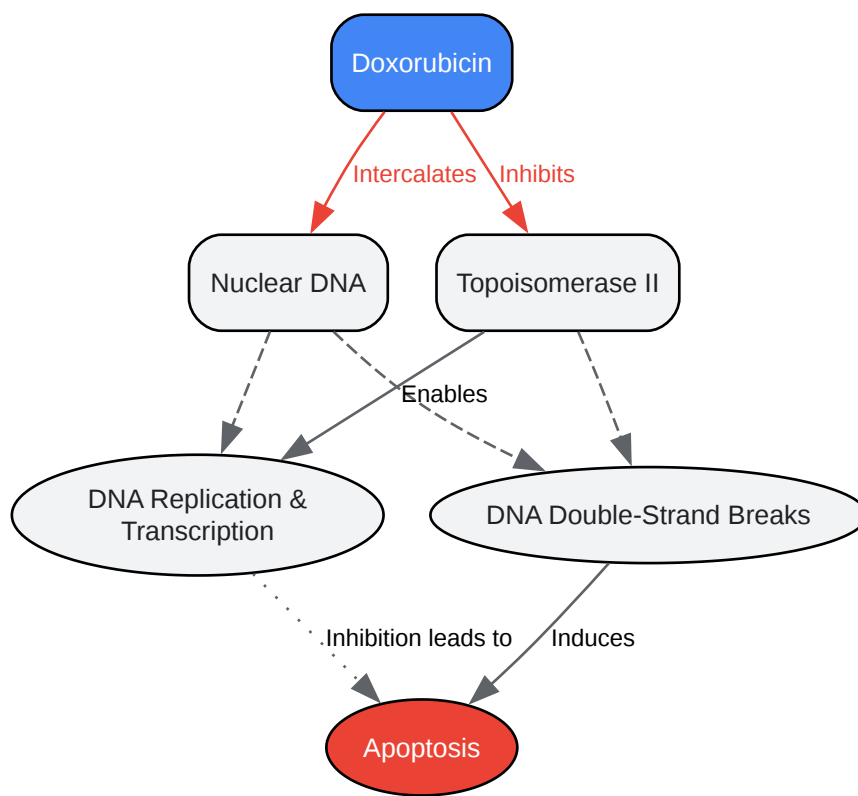 Doxorubicin
Intercalates
Inhibits
Nuclear DNA
Topoisomerase II
Enables
DNA Replication &
Transcription
DNA Double-Strand Breaks
Inhibition leads to
Induces
Apoptosis